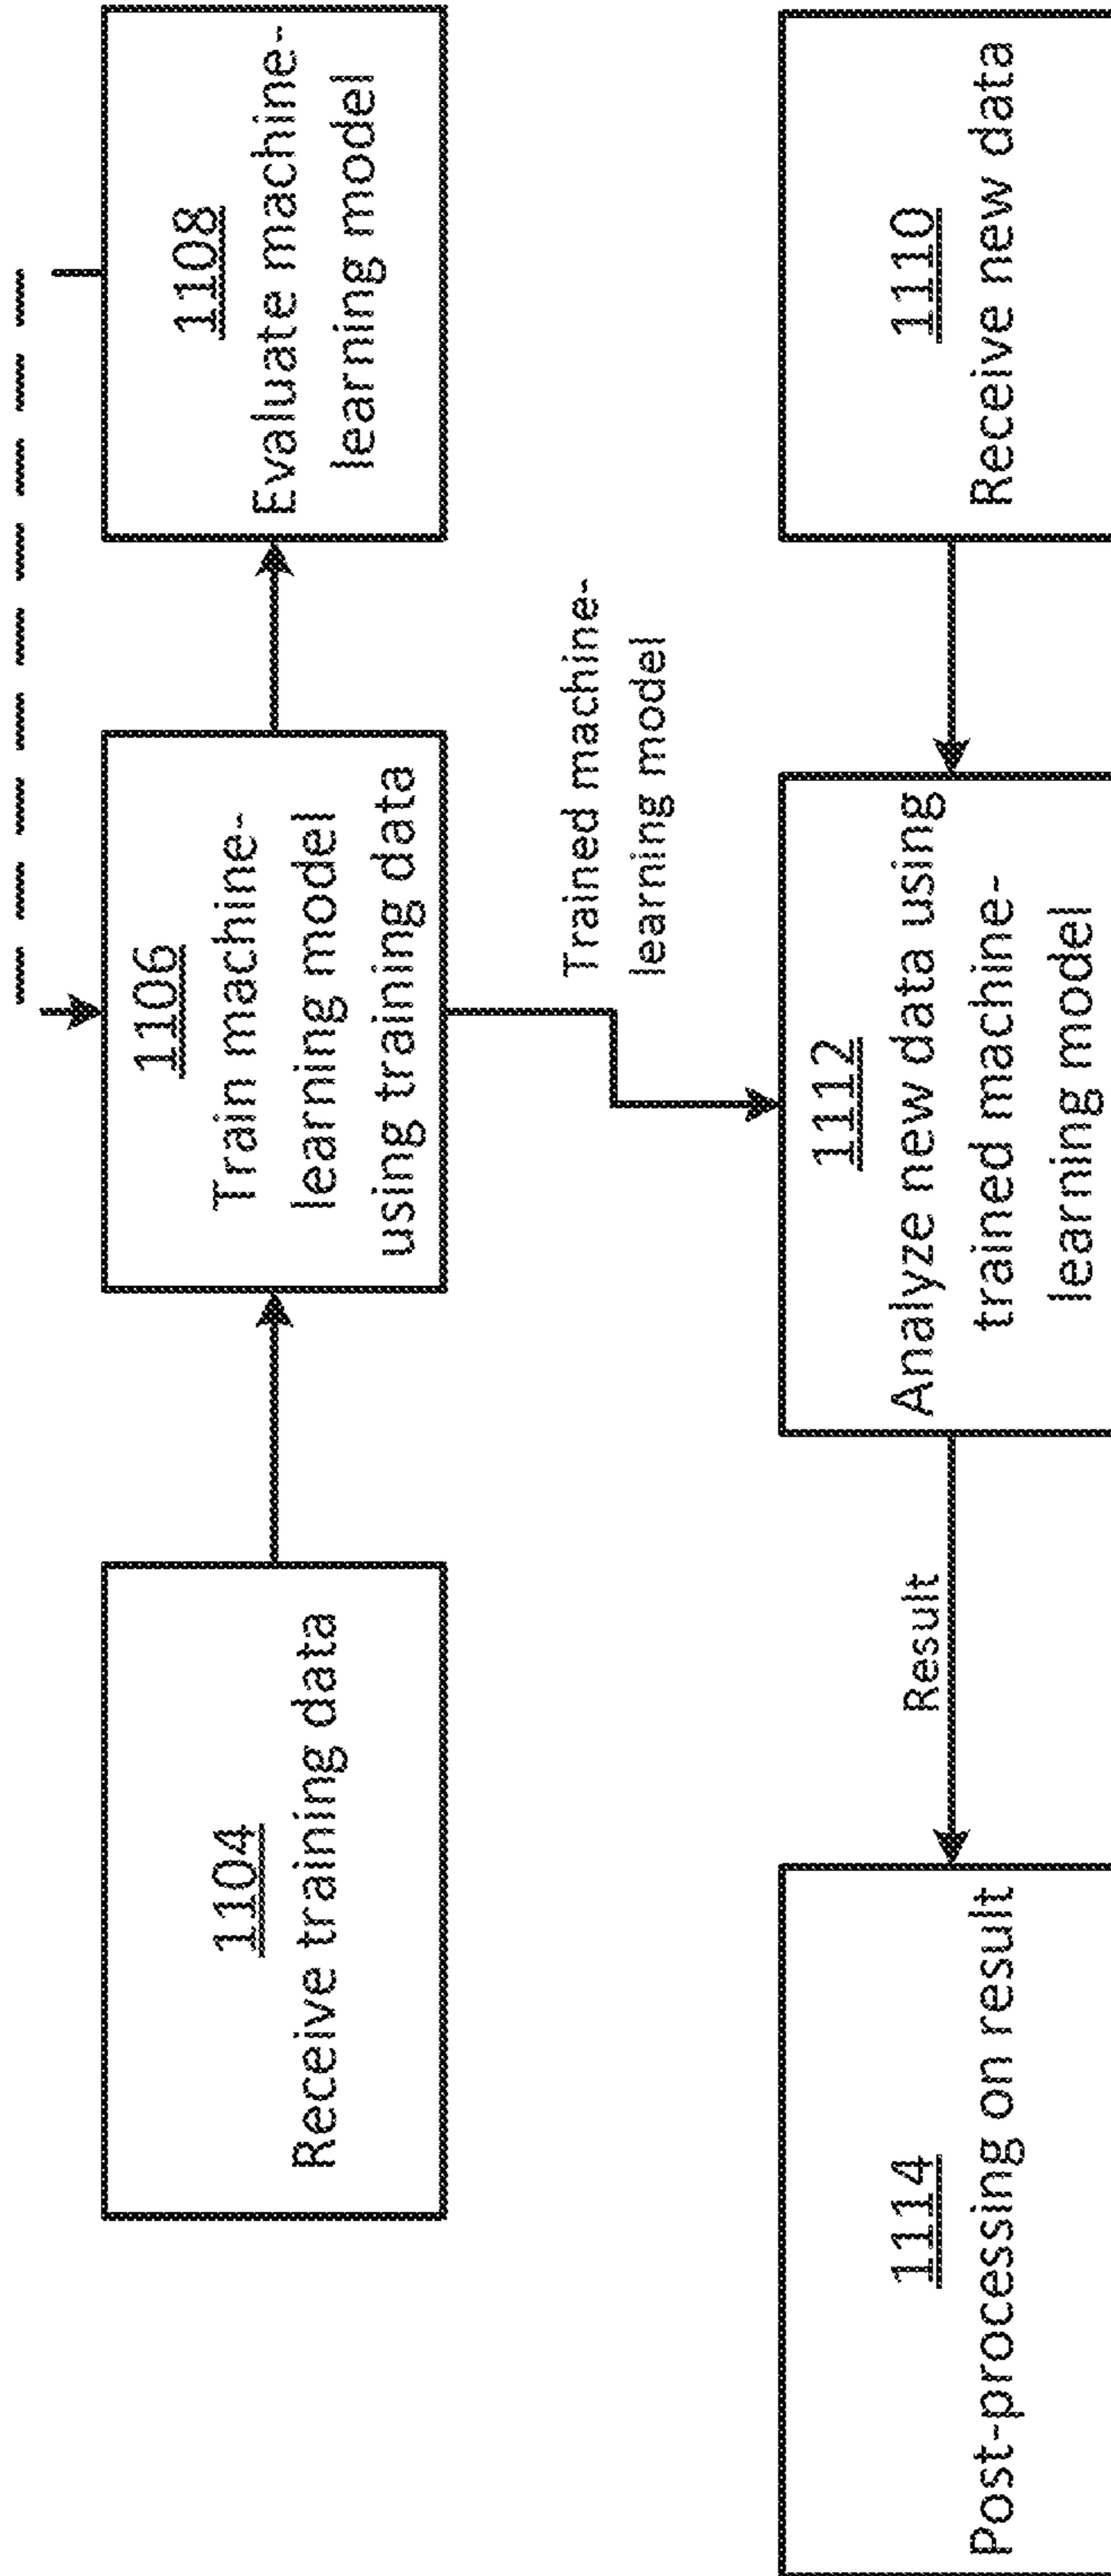 1104
Receive training data
1106
Train machine-
learning model
using training data
1108
Evaluate machine-
learning model
Trained machine-
learning model
1114
Post-processing on result
Result
1112
Analyze new data using
trained machine-
learning model
1110
Receive new data